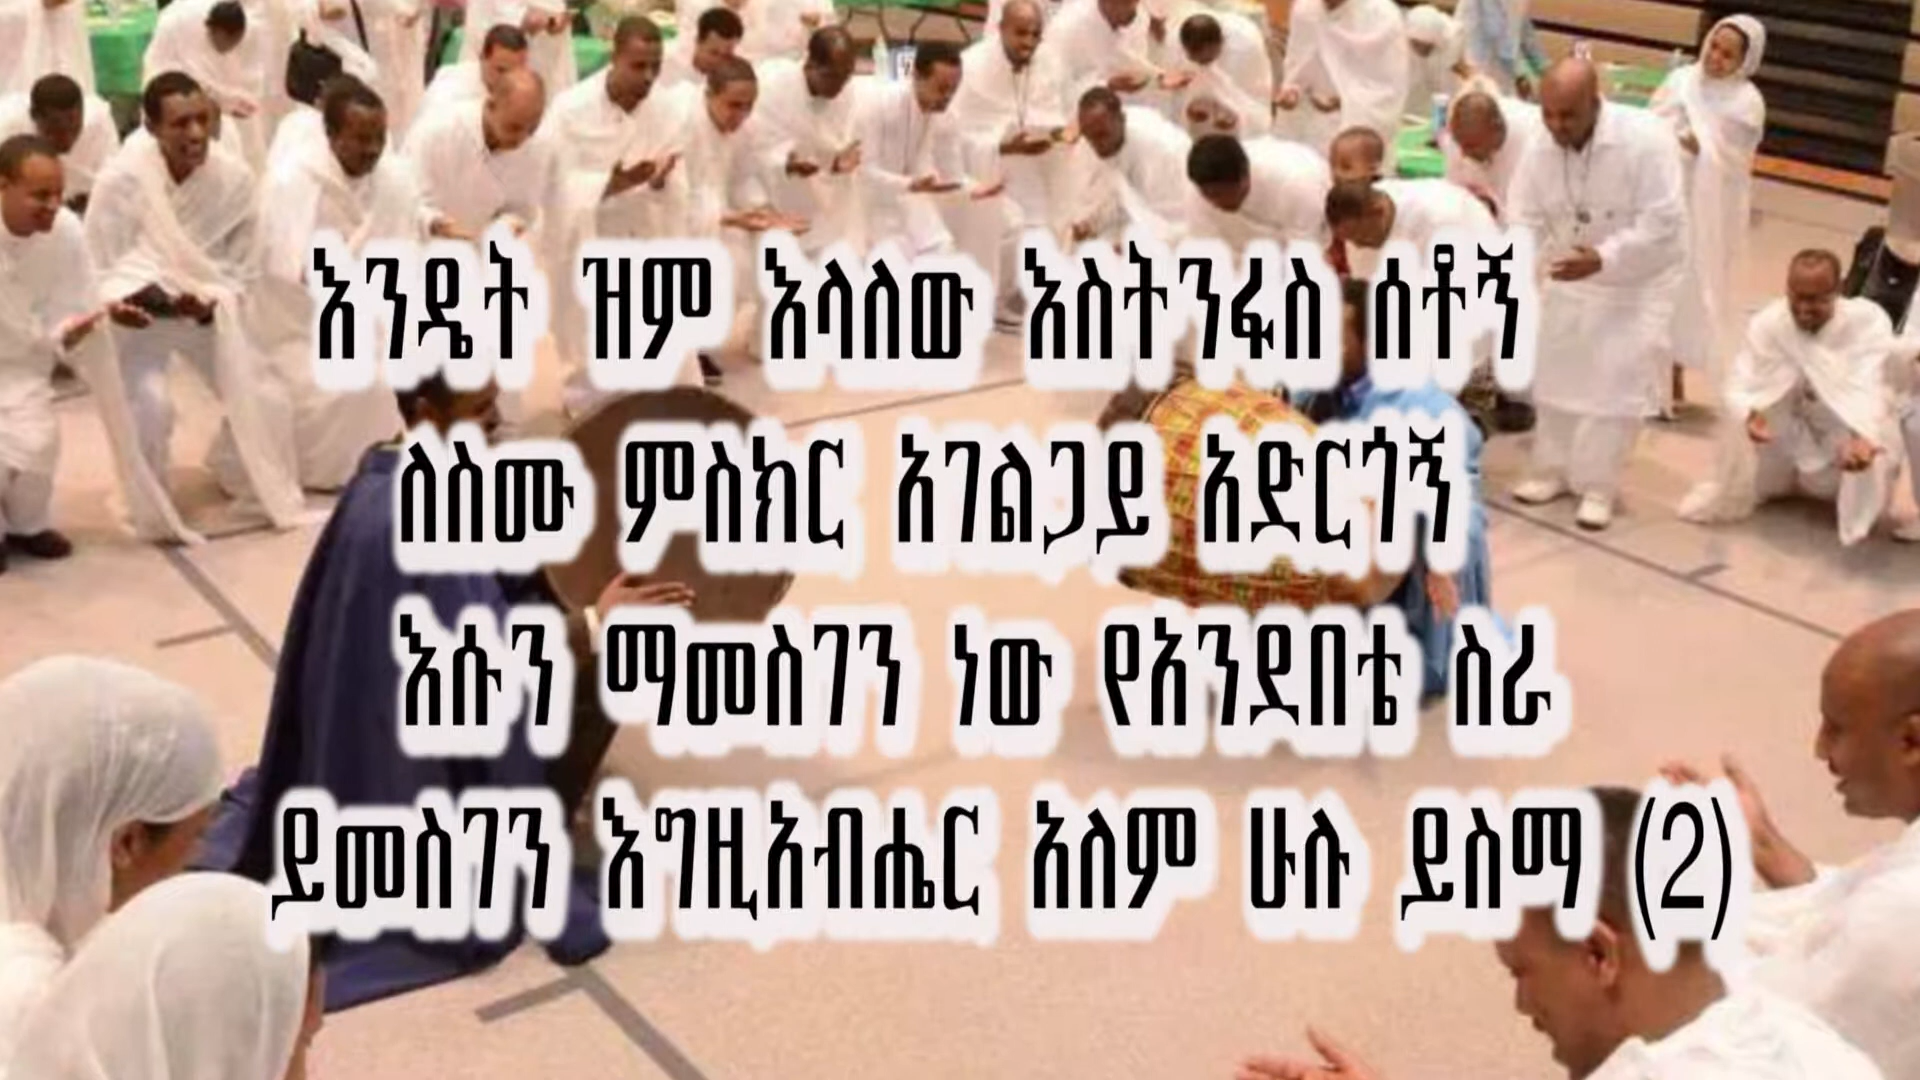 እንዴት ዝም እላለው እስትንፋስ ሰቶኝ
ለስሙ ምስክር አገልጋይ አድርጎኝ
እሱን ማመስገን ነው የአንደበቴ ስራ
ይመስገን እግዚአብሔር አለም ሁሉ ይስማ (2)